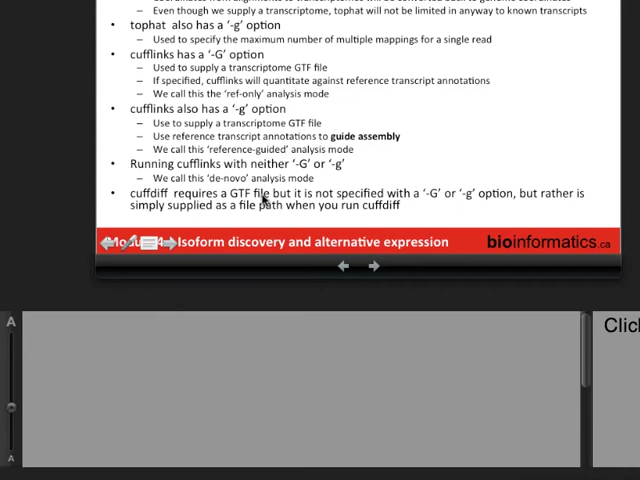 – Even though we supply a transcriptome, tophat will not be limited in anyway to known transcripts
• tophat also has a '-g' option
– Used to specify the maximum number of multiple mappings for a single read
• cufflinks has a '-G' option
– Used to supply a transcriptome GTF file
– If specified, cufflinks will quantitate against reference transcript annotations
– We call this the 'ref-only' analysis mode
• cufflinks also has a '-g' option
– Use to supply a transcriptome GTF file
– Use reference transcript annotations to guide assembly
– We call this 'reference-guided' analysis mode
• Running cufflinks with neither '-G' or '-g'
– We call this 'de-novo' analysis mode
• cuffdiff requires a GTF file but it is not specified with a '-G' or '-g' option, but rather is
simply supplied as a file path when you run cuffdiff
Isoform discovery and alternative expression
bioinformatics.ca
A
A